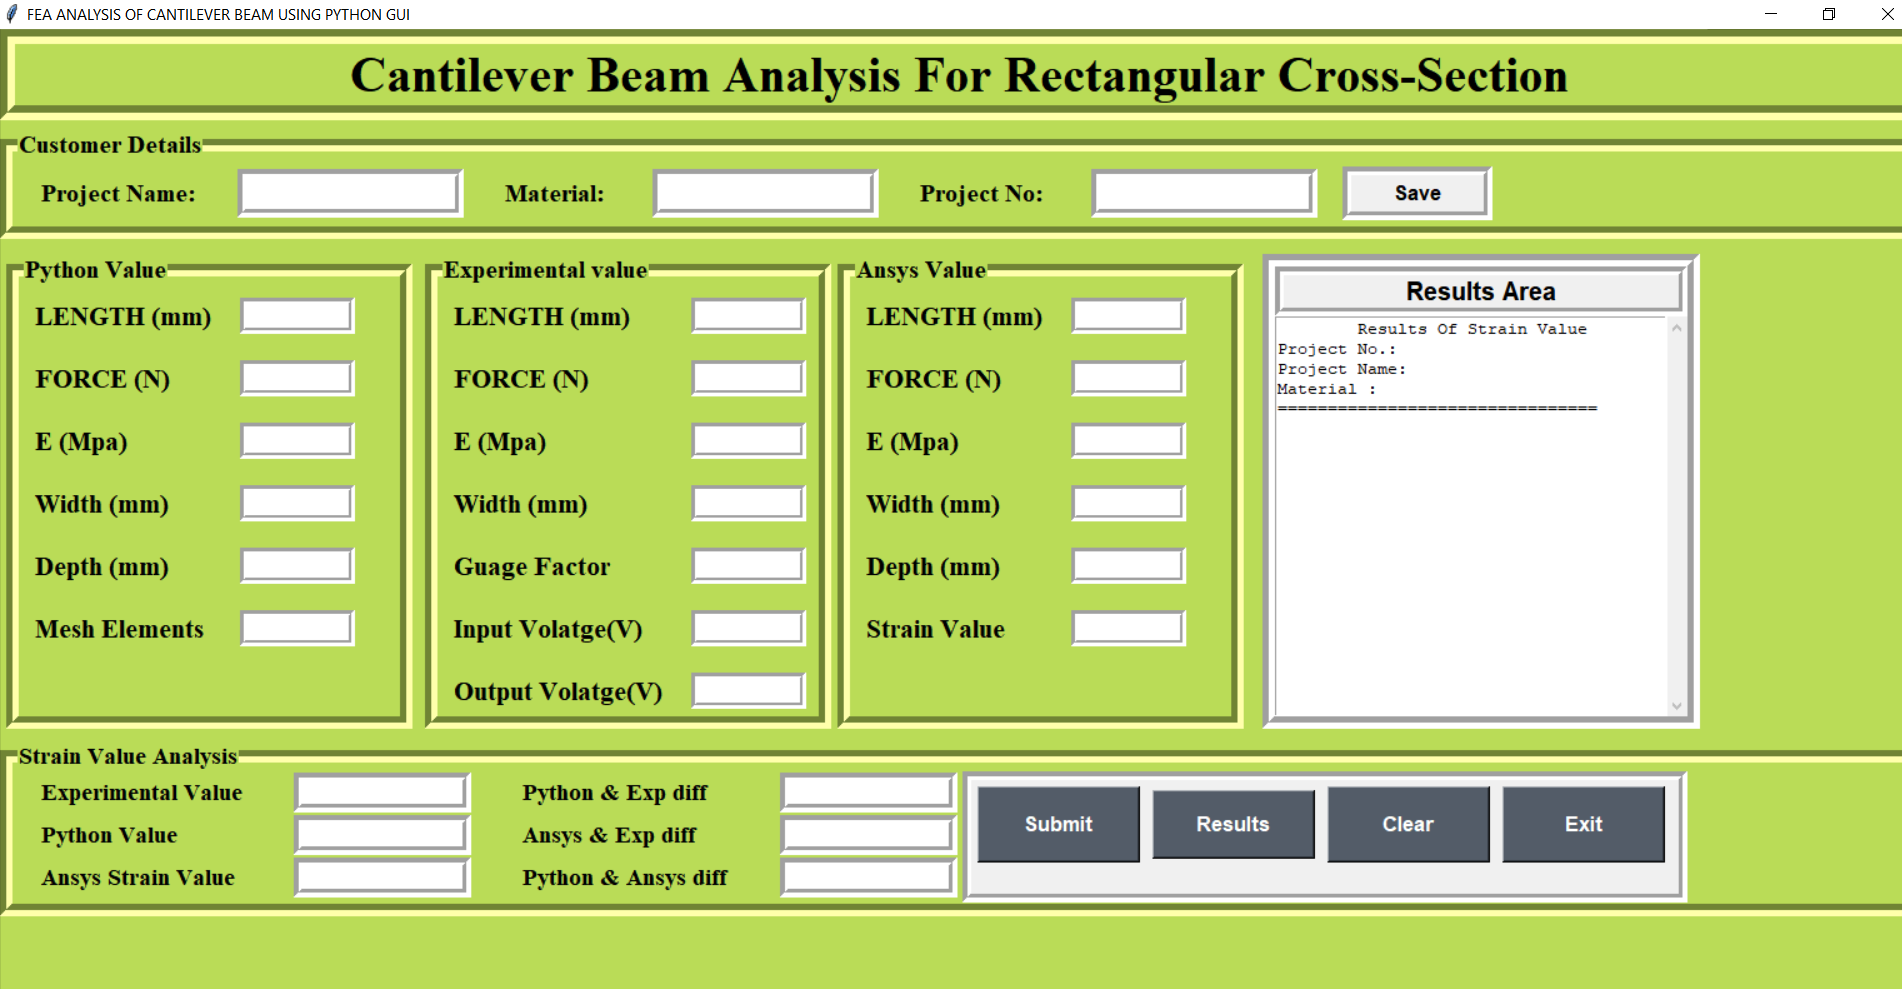 FEA ANALYSIS OF CANTILEVER BEAM USING PYTHON GUI
Cantilever Beam Analysis For Rectangular Cross-Section
Customer Details
Project Name: Material: Project No: Save
Python Value
LENGTH (mm)
FORCE (N)
E (Mpa)
Width (mm)
Depth (mm)
Mesh Elements
Experimental value
LENGTH (mm)
FORCE (N)
E (Mpa)
Width (mm)
Guage Factor
Input Volatge(V)
Output Volatge(V)
Ansys Value
LENGTH (mm)
FORCE (N)
E (Mpa)
Width (mm)
Depth (mm)
Strain Value
Results Area
Results Of Strain Value
Project No.:
Project Name:
Material :
================================
Strain Value Analysis
Experimental Value
Python Value
Ansys Strain Value
Python & Exp diff
Ansys & Exp diff
Python & Ansys diff
Submit Results Clear Exit